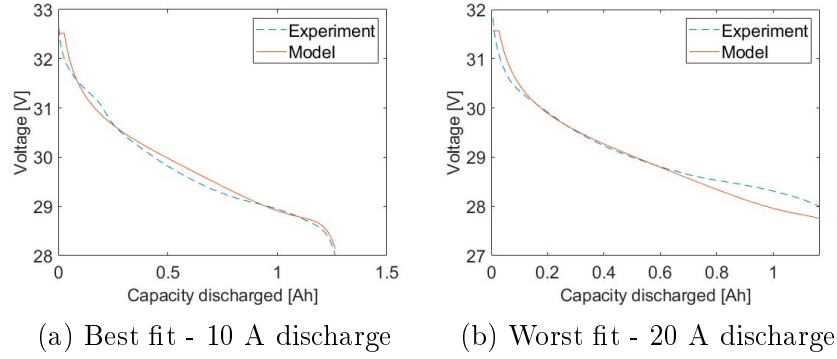 33
32
31
30
29
28
Voltage [V]
Experiment
Model
0
0.5
1
1.5
Capacity discharged [Ah]
(a) Best fit - 10 A discharge
32
31
30
29
28
27
Voltage [V]
Experiment
Model
0
0.2
0.4
0.6
0.8
1
Capacity discharged [Ah]
(b) Worst fit - 20 A discharge